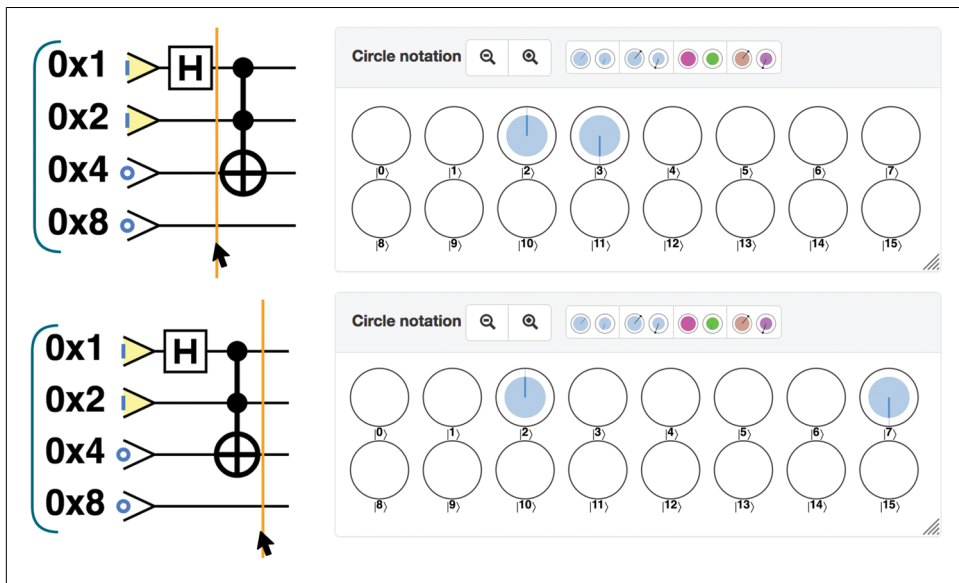 0x1 H
0x2
0x4
0x8
Circle notation
|0⟩ |1⟩ |2⟩ |3⟩ |4⟩ |5⟩ |6⟩ |7⟩
|8⟩ |9⟩ |10⟩ |11⟩ |12⟩ |13⟩ |14⟩ |15⟩
0x1 H
0x2
0x4
0x8
Circle notation
|0⟩ |1⟩ |2⟩ |3⟩ |4⟩ |5⟩ |6⟩ |7⟩
|8⟩ |9⟩ |10⟩ |11⟩ |12⟩ |13⟩ |14⟩ |15⟩